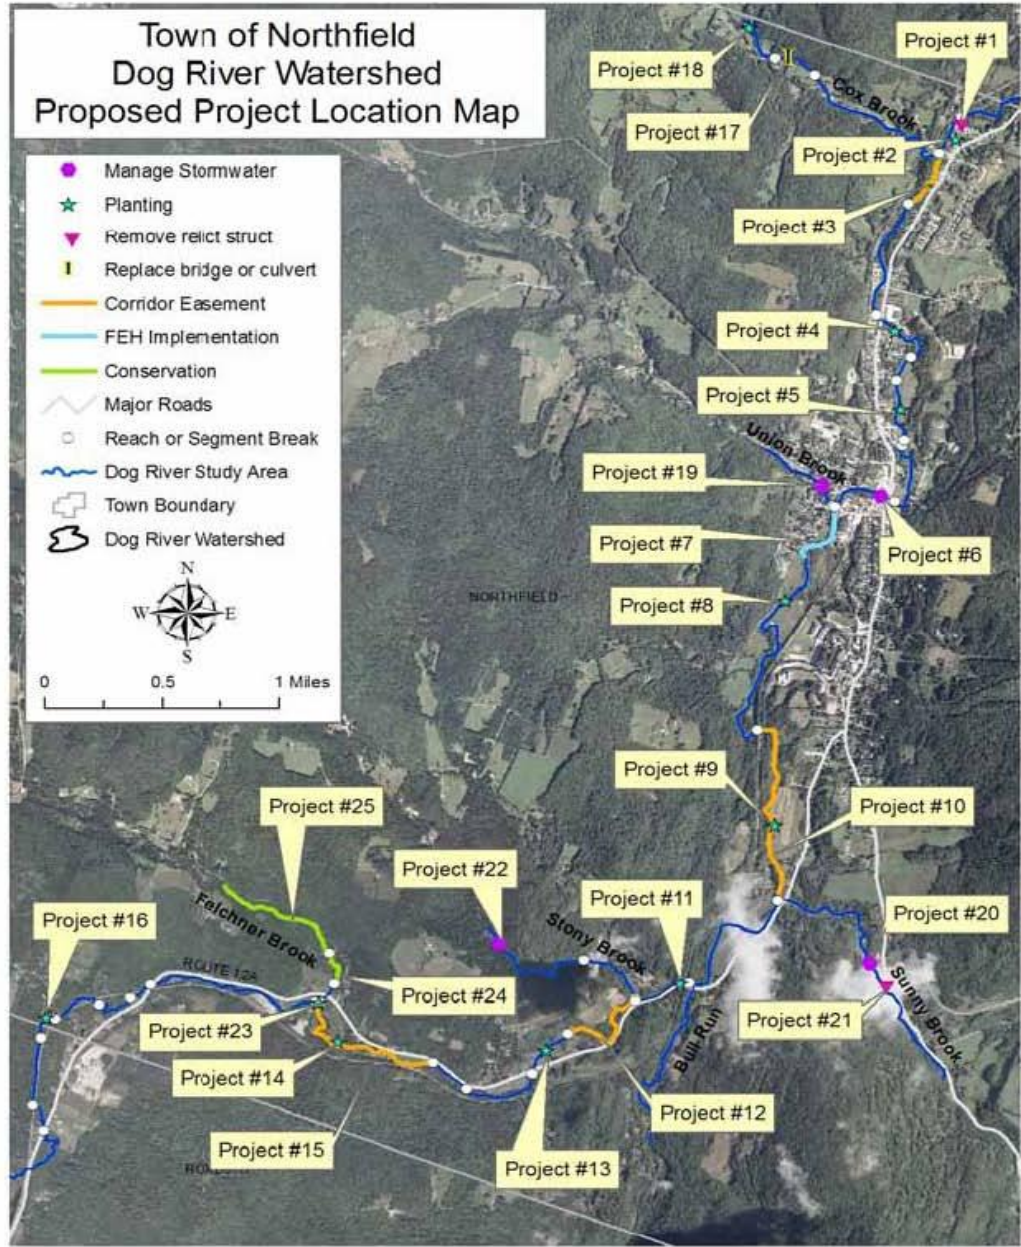 Town of Northfield
Dog River Watershed
Proposed Project Location Map
Manage Stormwater
Planting
Remove relict struct
Replace bridge or culvert
Corridor Easement
FEH Implementation
Conservation
Major Roads
Reach or Segment Break
Dog River Study Area
Town Boundary
Dog River Watershed
N
W
E
S
0
0.5
1 Miles
Project #1
Project #18
Cox Brook
Project #17
Project #2
Project #3
Project #4
Project #5
Union Brook
Project #19
Project #7
Project #6
NORTHFIELD
Project #8
Project #9
Project #25
Project #10
Project #22
Project #11
Project #16
Felchner Brook
Stony Brook
Project #20
ROUTE 12A
Project #24
Sunny Brook
Project #23
Project #21
Bull Run
Project #14
Project #12
Project #15
Project #13